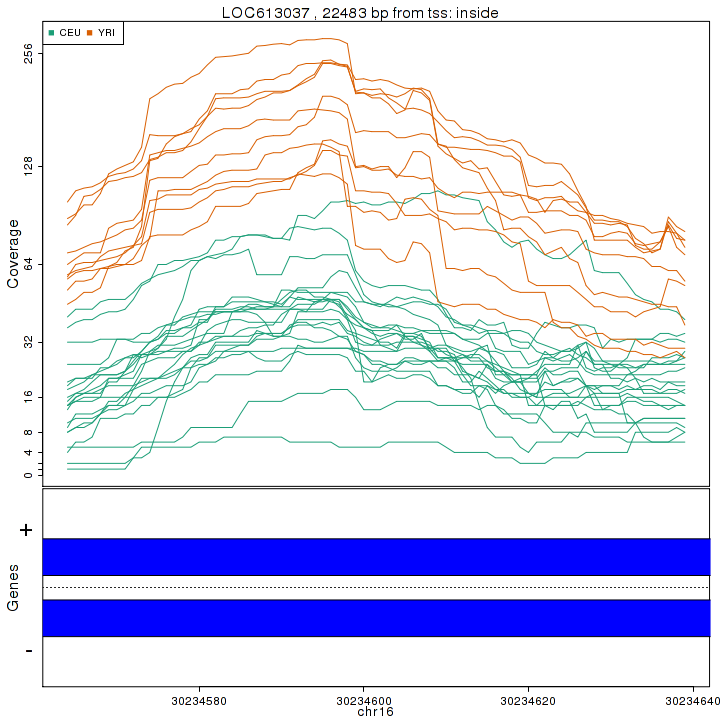 LOC613037 , 22483 bp from tss: inside
CEU YRI
256
128
64
32
16
8
4
0
Coverage
+
-
Genes
30234580 30234600 30234620 30234640
chr16